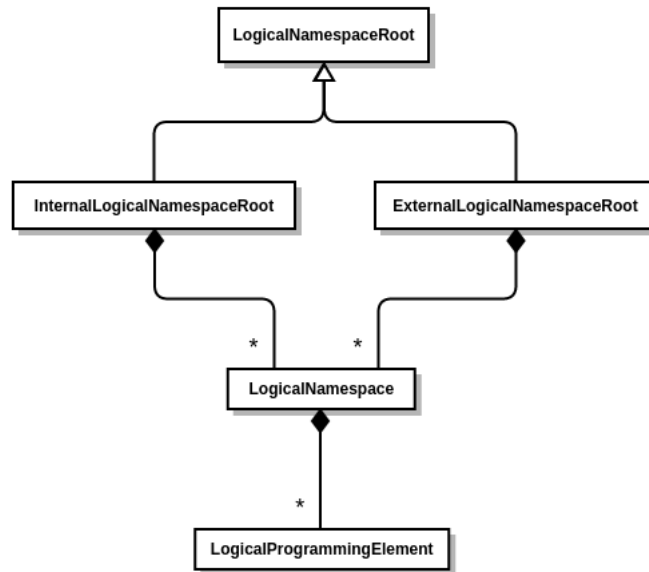 LogicalNamespaceRoot
InternalLogicalNamespaceRoot
ExternalLogicalNamespaceRoot
*
*
LogicalNamespace
*
LogicalProgrammingElement